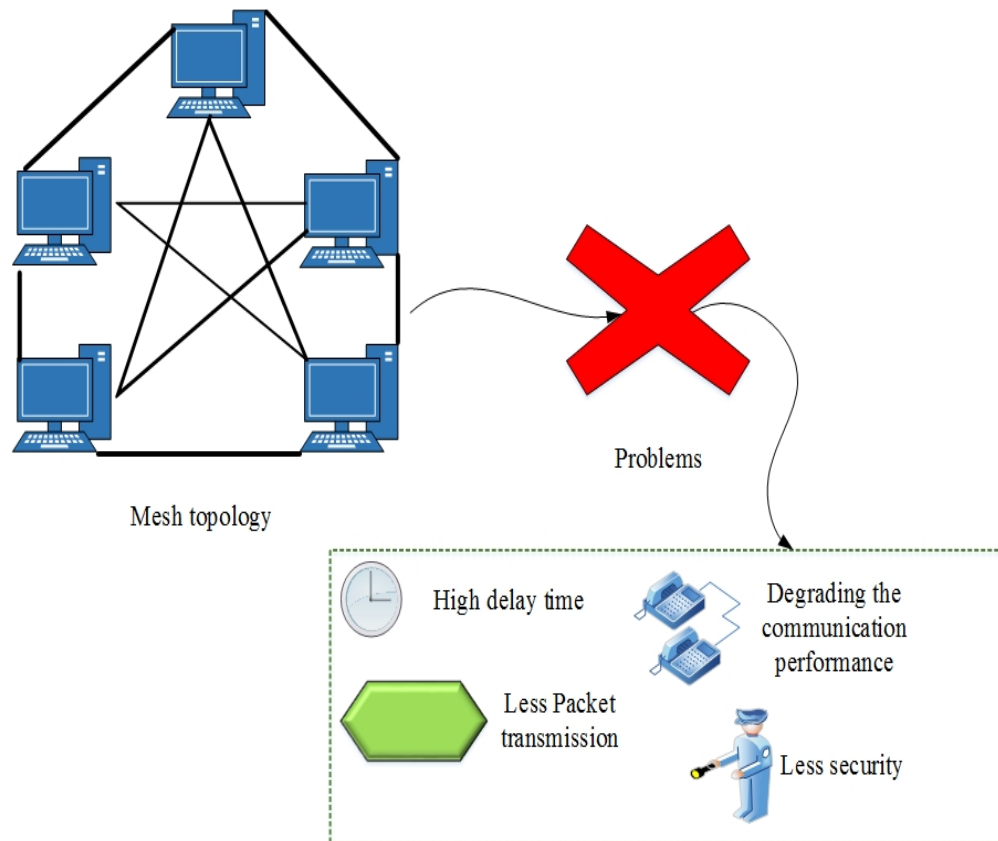 Problems
Mesh topology
High delay time
Degrading the
communication
performance
Less Packet
transmission
Less security